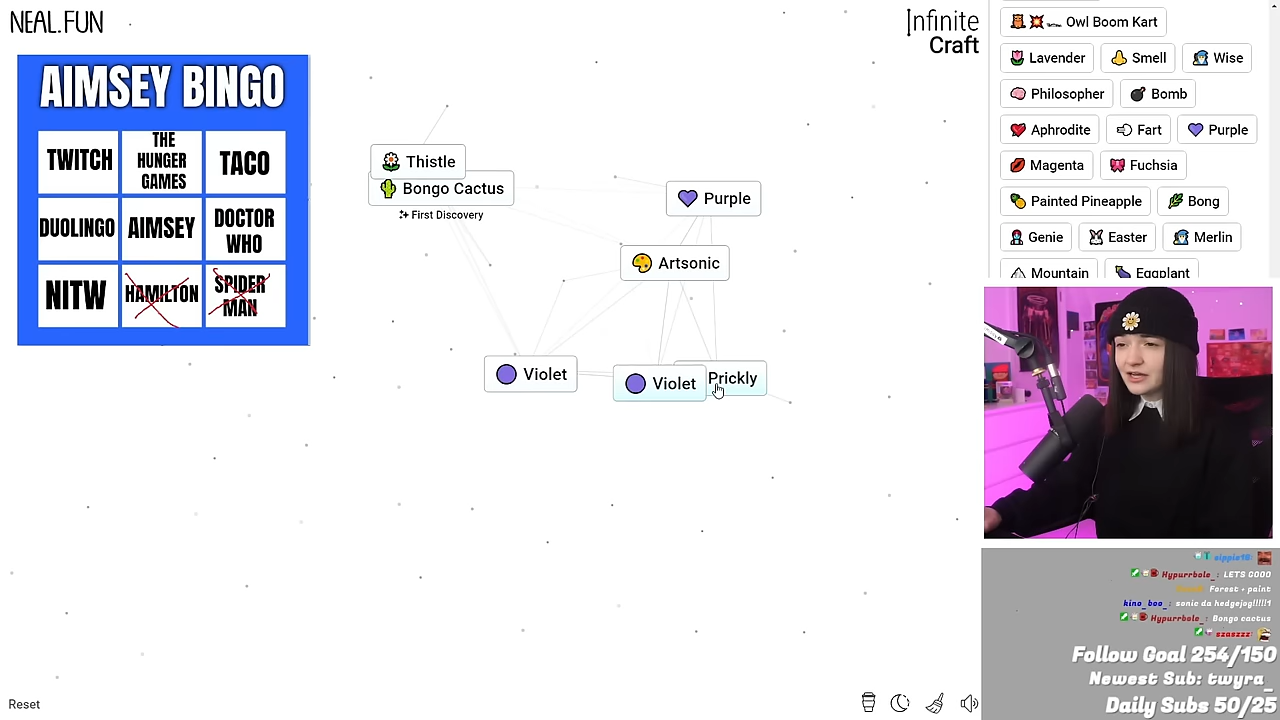 NEAL.FUN
Infinite
Craft
AIMSEY BINGO
TWITCH
THE
HUNGER
GAMES
TACO
DUOLINGO
AIMSEY
DOCTOR
WHO
NITW
HAMILTON
SPIDER
MAN
Thistle
Bongo Cactus
First Discovery
Purple
Artsonic
Violet
Violet
Prickly
Owl Boom Kart
Lavender
Smell
Wise
Philosopher
Bomb
Aphrodite
Fart
Purple
Magenta
Fuchsia
Painted Pineapple
Bong
Genie
Easter
Merlin
Mountain
Eggplant
Hypurrbole_: LETS GOOO
Forest + paint
kino_boo_: sonic da hedgejog!!!!!1
Hypurrbole_: Bongo cactus
szaszzz:
Follow Goal 254/150
Newest Sub: twyra_
Daily Subs 50/25
Reset